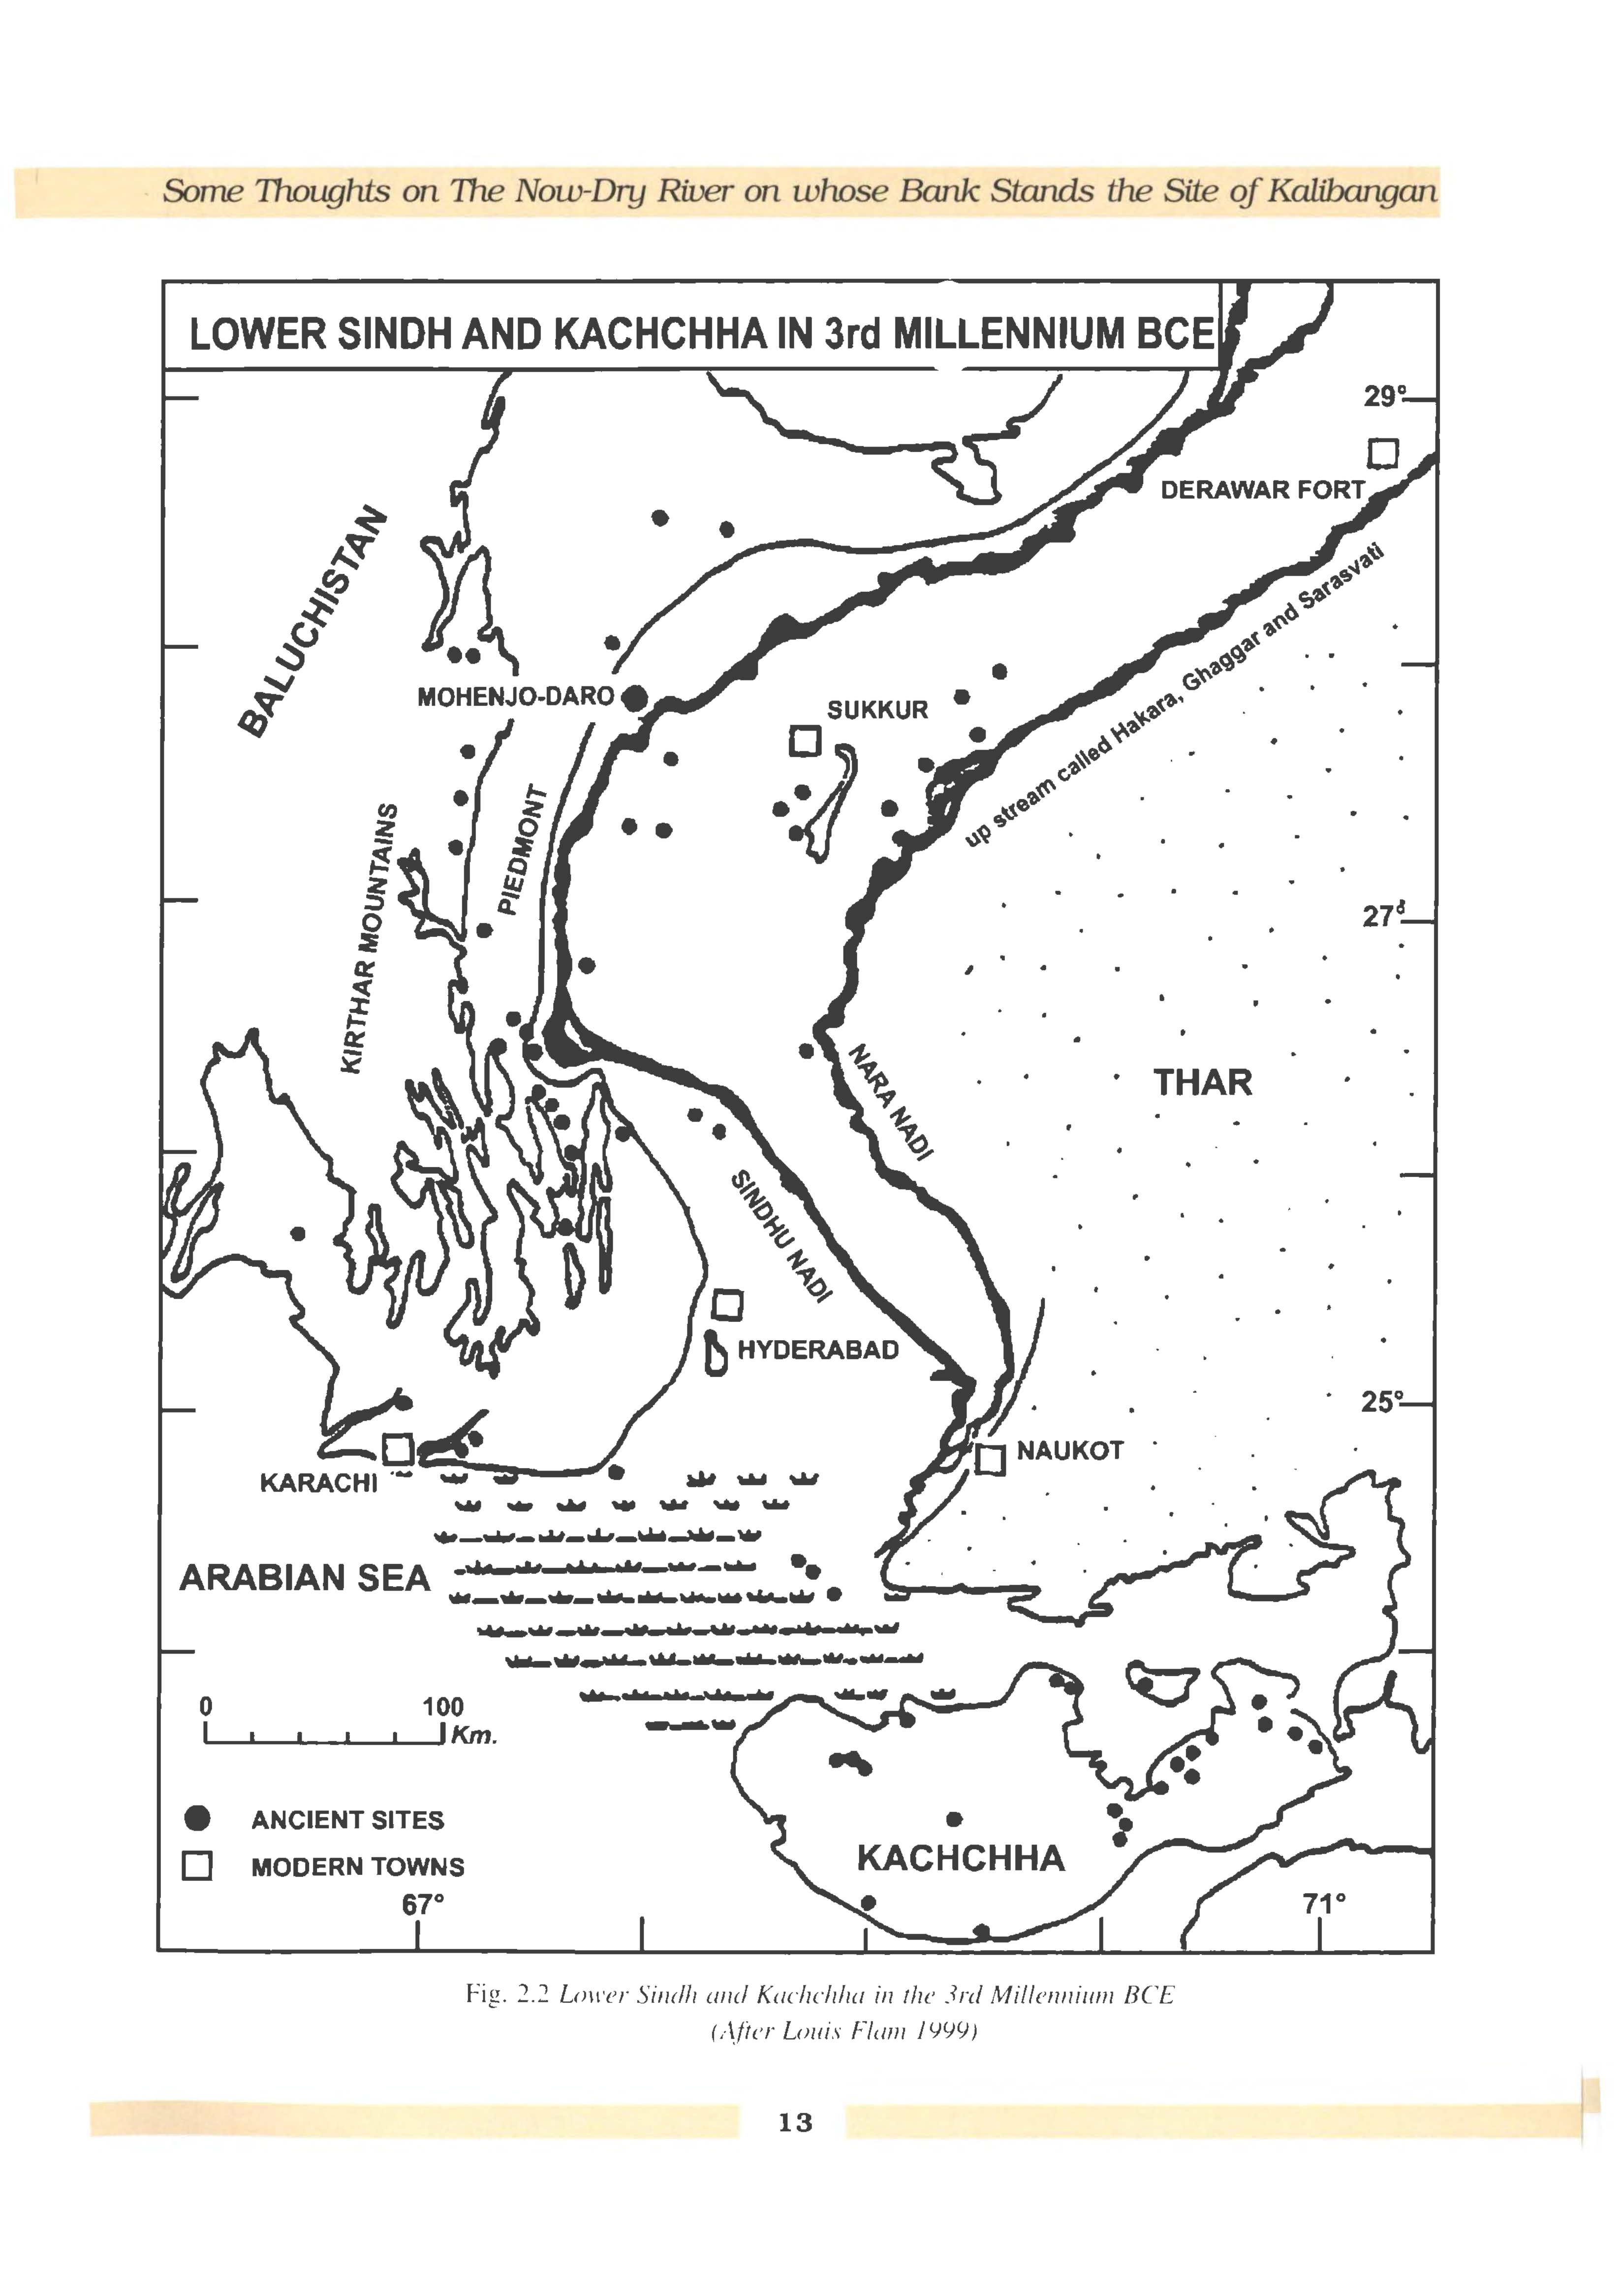 Some Thoughts on The Now-Dry River on whose Bank Stands the Site of Kalibangan
LOWER SINDH AND KACHCHHA IN 3rd MILLENNIUM BCE
29°
DERAWAR FORT
BALUCHISTAN
up stream called Hakara, Ghaggar and Sarasvati
MOHENJO-DARO
SUKKUR
PIEDMONT
KIRTHAR MOUNTAINS
27°
NARA NADI
THAR
SINDHU NADI
HYDERABAD
25°
NAUKOT
KARACHI
ARABIAN SEA
0 100
Km.
ANCIENT SITES
KACHCHHA
MODERN TOWNS
67° 71°
Fig. 2.2 Lower Sindh and Kachchha in the 3rd Millennium BCE
(After Louis Flam 1999)
13